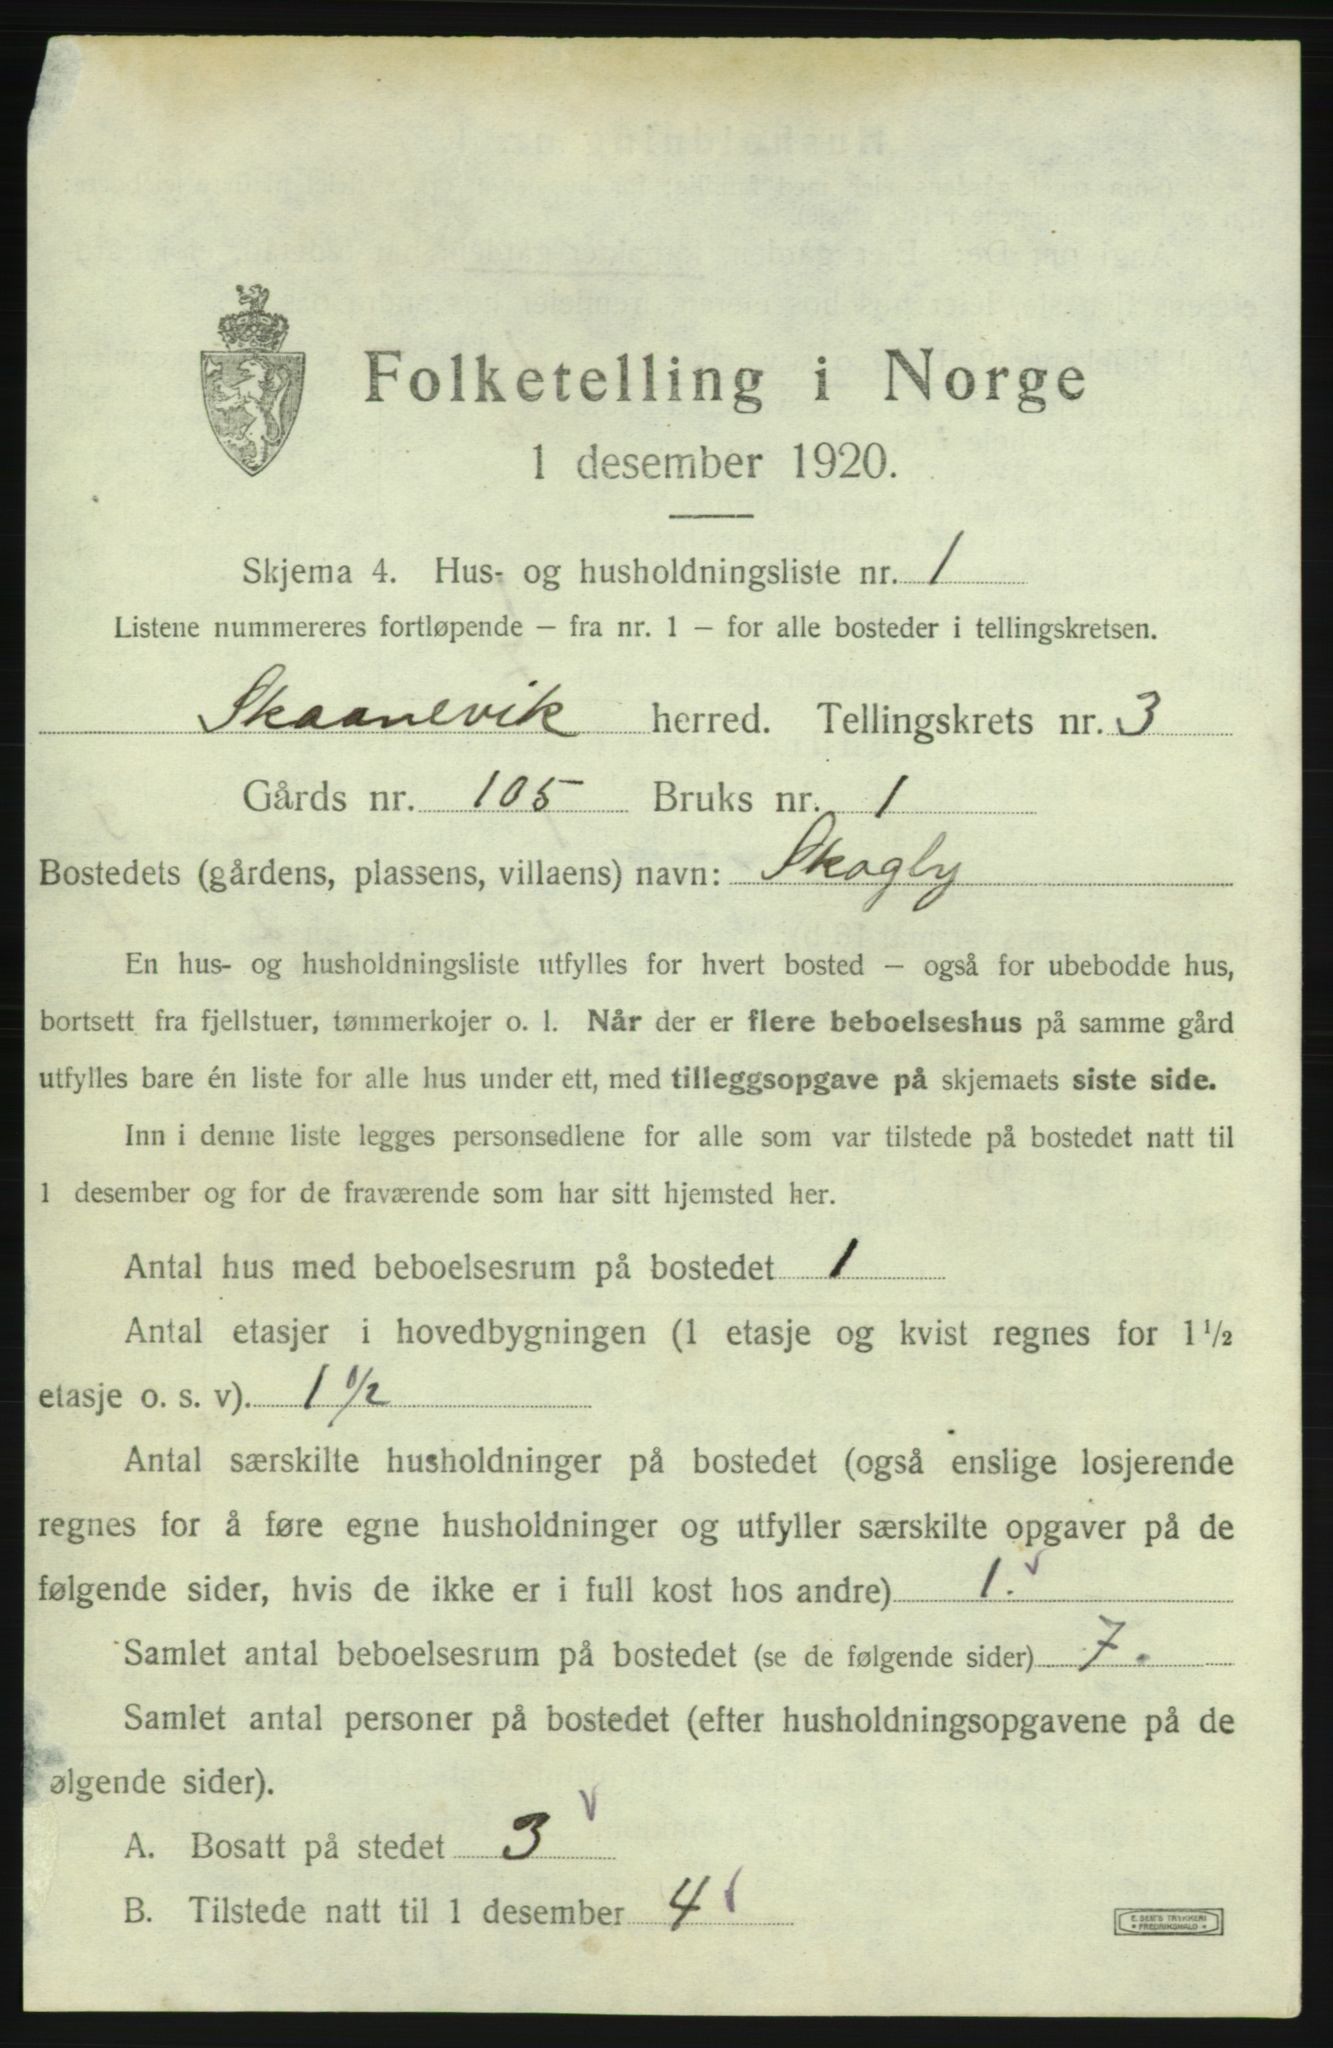 Folketelling i Norge
1 desember 1920.
Skjema 4. Hus- og husholdningsliste nr. 1
Listene nummereres fortløpende – fra nr. 1 – for alle bosteder i tellingskretsen.
Skaanevik herred. Tellingskrets nr. 3
Gårds nr. 105 Bruks nr. 1
Bostedets (gårdens, plassens, villaens) navn: Skogly
En hus- og husholdningsliste utfylles for hvert bosted – også for ubebodde hus,
bortsett fra fjellstuer, tømmerkojer o. l. Når der er flere beboelseshus på samme gård
utfylles bare én liste for alle hus under ett, med tilleggsopgave på skjemaets siste side.
Inn i denne liste legges personsedlene for alle som var tilstede på bostedet natt til
1 desember og for de fraværende som har sitt hjemsted her.
Antal hus med beboelsesrum på bostedet 1
Antal etasjer i hovedbygningen (1 etasje og kvist regnes for 1 1/2
etasje o. s. v). 1 1/2
Antal særskilte husholdninger på bostedet (også enslige losjerende
regnes for å føre egne husholdninger og utfyller særskilte opgaver på de
følgende sider, hvis de ikke er i full kost hos andre) 1.
Samlet antal beboelsesrum på bostedet (se de følgende sider) 7.
Samlet antal personer på bostedet (efter husholdningsopgavene på de
ølgende sider).
A. Bosatt på stedet 3
B. Tilstede natt til 1 desember 4
E. SEM'S TRYKKERI
FREDRIKSHALD